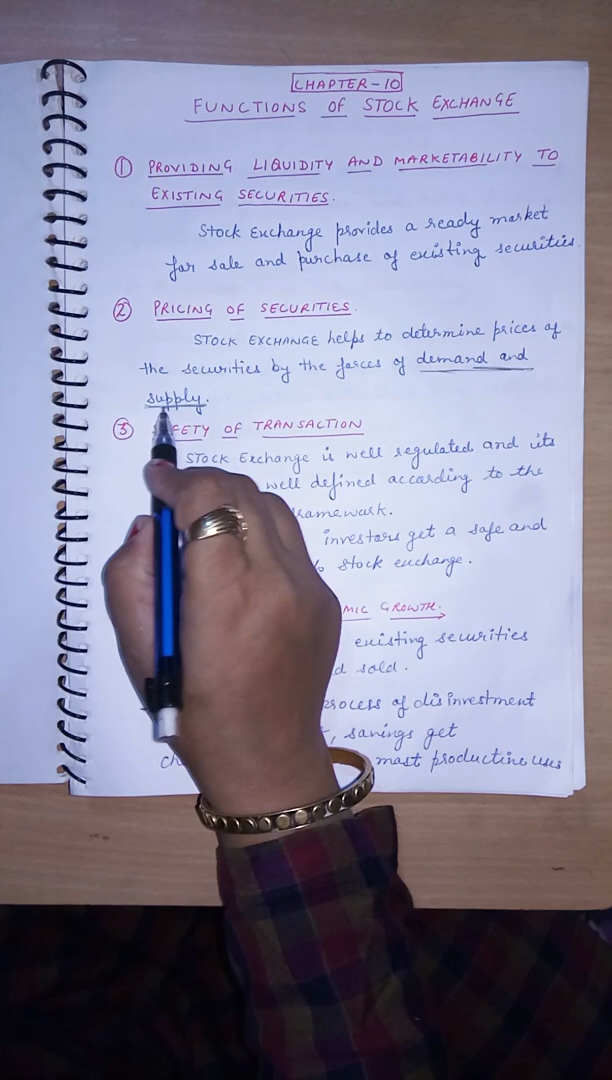 CHAPTER-10
FUNCTIONS OF STOCK EXCHANGE
① PROVIDING LIQUIDITY AND MARKETABILITY TO
EXISTING SECURITIES.
Stock Exchange provides a ready market
for sale and purchase of existing securities.
② PRICING OF SECURITIES.
STOCK EXCHANGE helps to determine prices of
the securities by the forces of demand and
supply.
③ FETY OF TRANSACTION
STOCK Exchange is well regulated and its
well defined according to the
framework.
investors get a safe and
stock exchange.
MIC GROWTH.
existing securities
d sold.
process of disinvestment
, savings get
ch mast productive uses